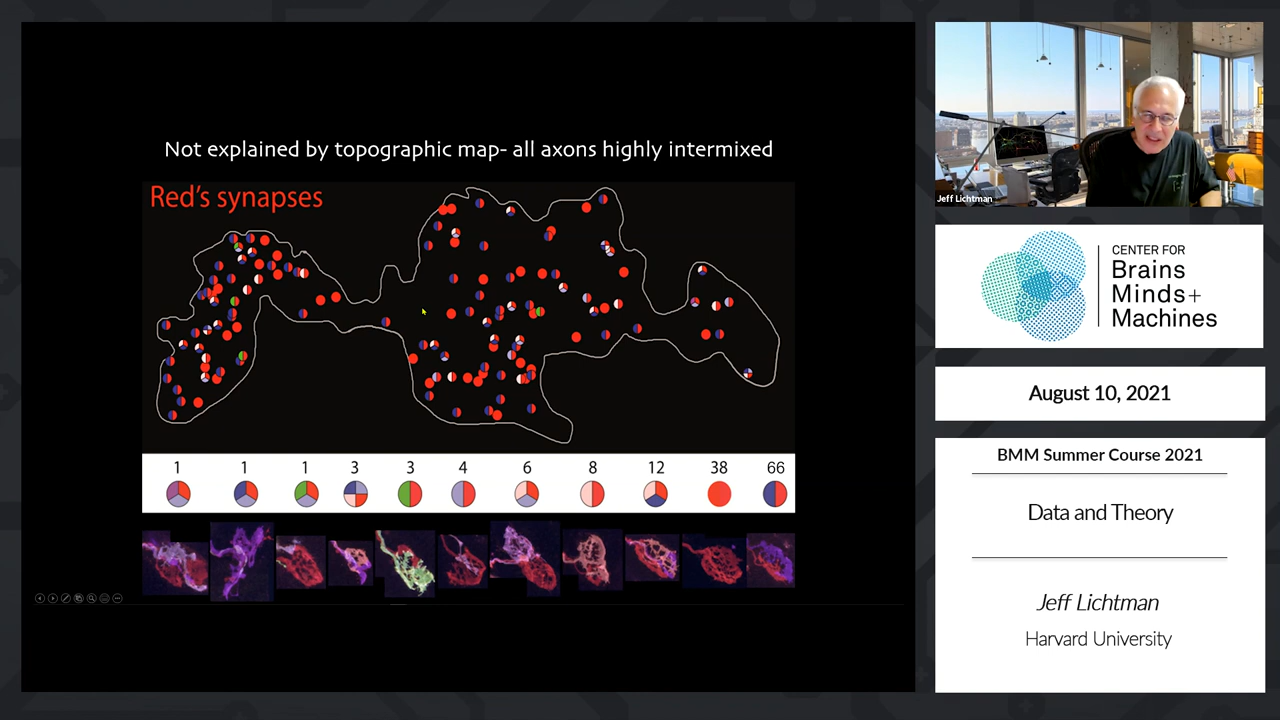 Not explained by topographic map- all axons highly intermixed
Red's synapses
1 1 1 3 3 4 6 8 12 38 66
Jeff Lichtman
CENTER FOR
Brains
Minds+
Machines
August 10, 2021
BMM Summer Course 2021
Data and Theory
Jeff Lichtman
Harvard University